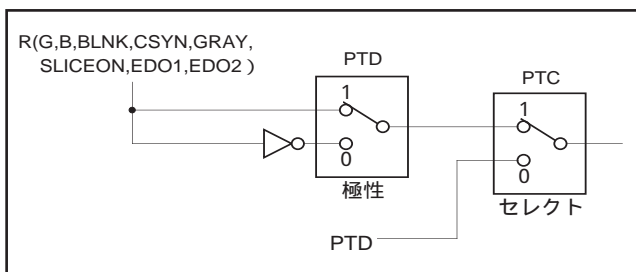 R(G,B,BLNK,CSYN,GRAY,
SLICEON,EDO1,EDO2 )
PTD
1
0
極性
PTC
1
0
セレクト
PTD